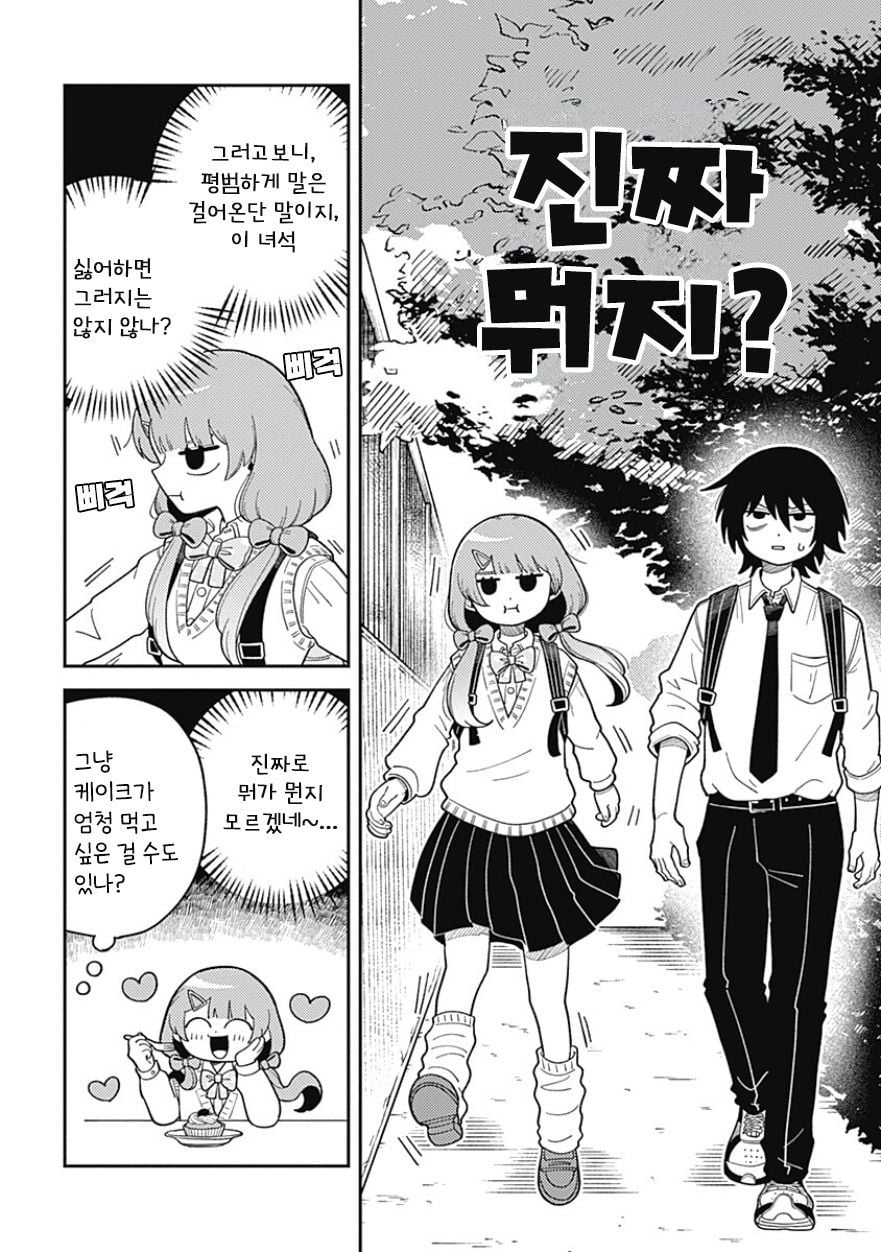 진짜
뭐지?
그러고보니,
평범하게 말은
걸어온단 말이지,
이 녀석
싫어하면
그러지는
않지 않나?
삐걱
삐걱
진짜로
뭐가 뭔지
모르겠네~...
그냥
케이크가
엄청 먹고
싶은 걸 수도
있나?